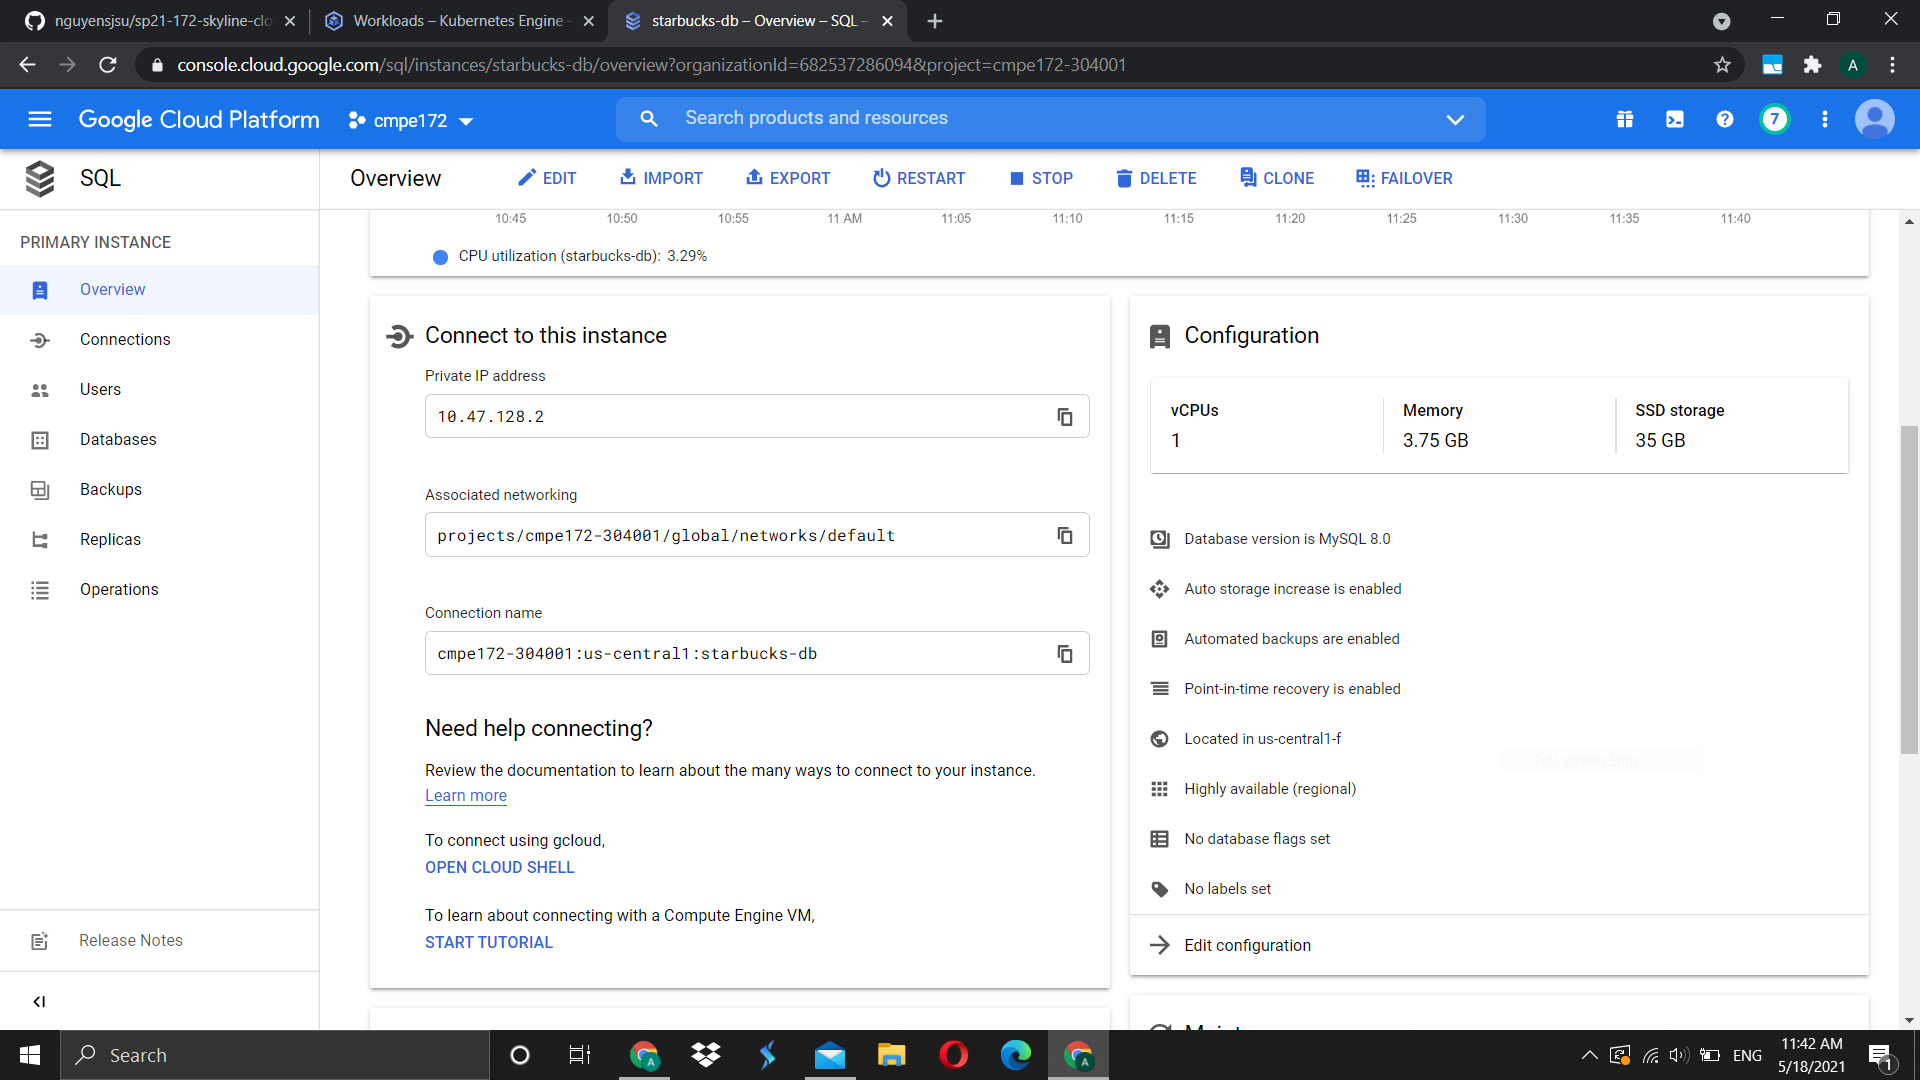 nguyensjsu/sp21-172-skyline-clo
Workloads – Kubernetes Engine -
starbucks-db – Overview – SQL –
console.cloud.google.com/sql/instances/starbucks-db/overview?organizationId=682537286094&project=cmpe172-304001
A
Google Cloud Platform
cmpe172
Search products and resources
7
SQL
Overview
EDIT
IMPORT
EXPORT
RESTART
STOP
DELETE
CLONE
FAILOVER
PRIMARY INSTANCE
Overview
Connections
Users
Databases
Backups
Replicas
Operations
Release Notes
10:45
10:50
10:55
11 AM
11:05
11:10
11:15
11:20
11:25
11:30
11:35
11:40
CPU utilization (starbucks-db): 3.29%
Connect to this instance
Private IP address
10.47.128.2
Associated networking
projects/cmpe172-304001/global/networks/default
Connection name
cmpe172-304001:us-central1:starbucks-db
Need help connecting?
Review the documentation to learn about the many ways to connect to your instance.
Learn more
To connect using gcloud,
OPEN CLOUD SHELL
To learn about connecting with a Compute Engine VM,
START TUTORIAL
Configuration
vCPUs
1
Memory
3.75 GB
SSD storage
35 GB
Database version is MySQL 8.0
Auto storage increase is enabled
Automated backups are enabled
Point-in-time recovery is enabled
Located in us-central1-f
Full-screen Snip
Highly available (regional)
No database flags set
No labels set
Edit configuration
Search
ENG
11:42 AM
5/18/2021
1